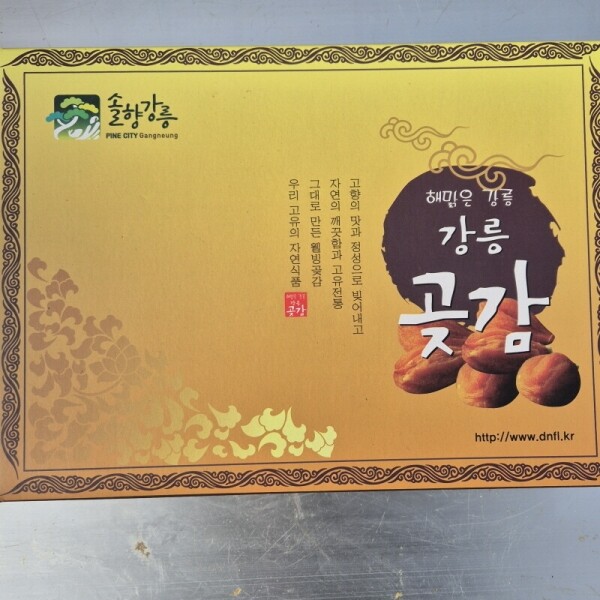 솔향강릉
PINE CITY Gangneung
해맑은 강릉
강릉
곶감
고향의 맛과 정성으로 빚어내고
자연의 깨끗함과 고유전통
그대로 만든 웰빙곶감
우리 고유의 자연식품
곶감
http://www.dnfl.kr